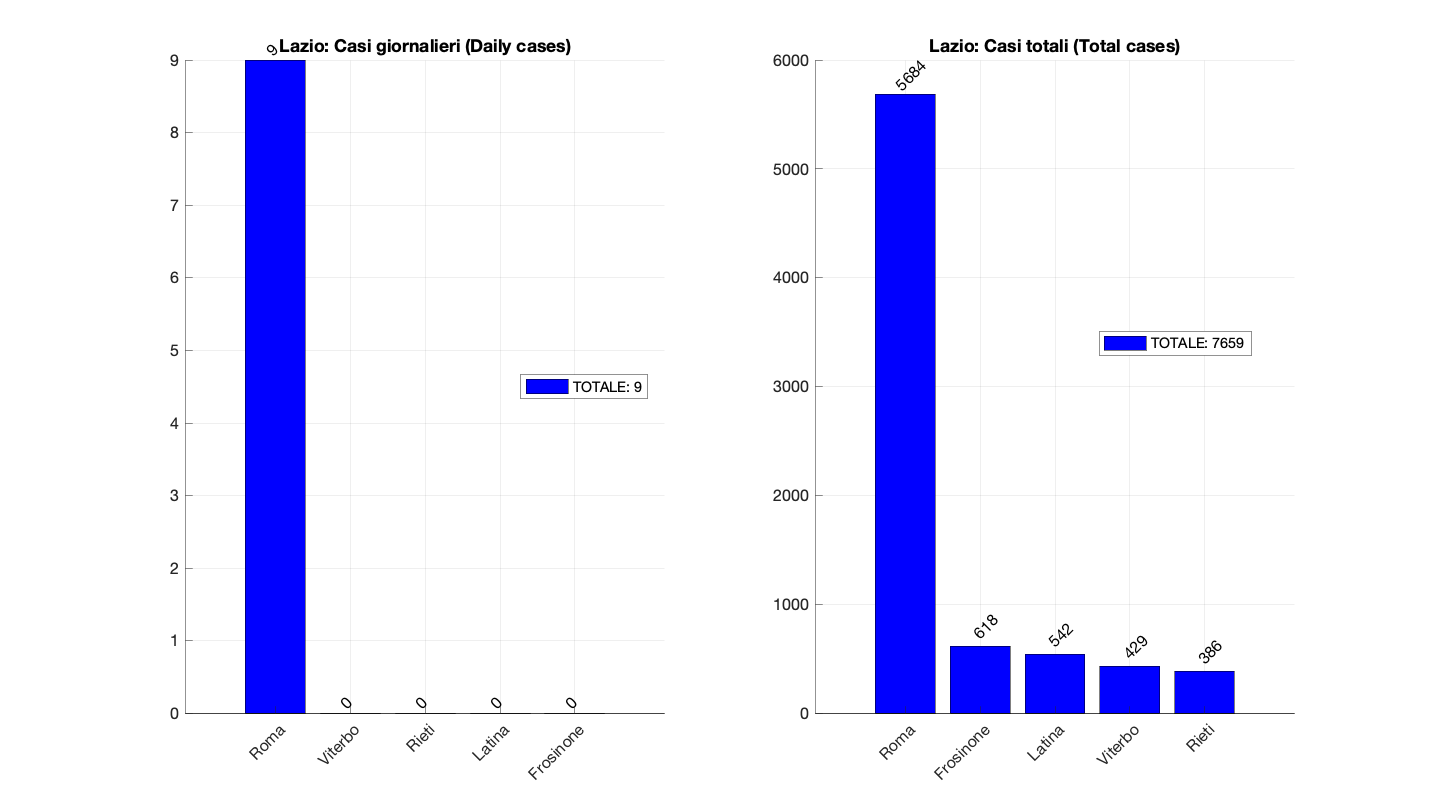 Lazio: Casi giornalieri (Daily cases)
9
9
8
7
6
5
4
3
2
1
0
0
0
0
0
TOTALE: 9
Roma
Viterbo
Rieti
Latina
Frosinone
Lazio: Casi totali (Total cases)
6000
5000
4000
3000
2000
1000
0
5684
618
542
429
386
TOTALE: 7659
Roma
Frosinone
Latina
Viterbo
Rieti